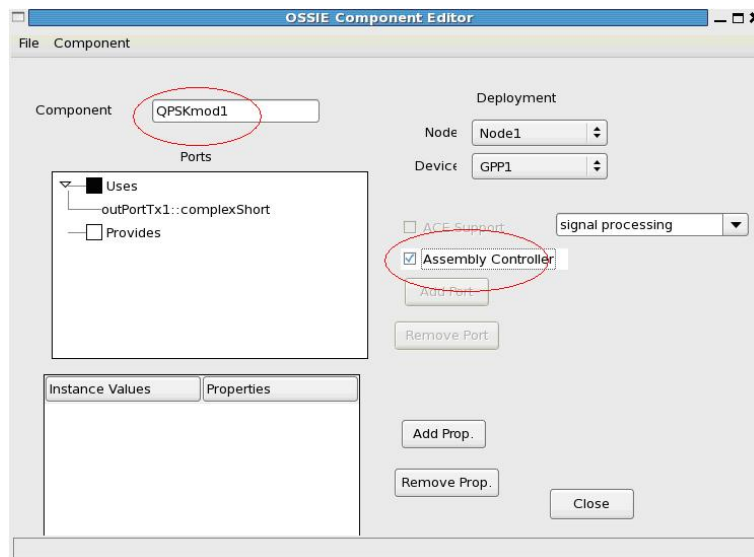 OSSIE Component Editor
File Component
Component QPSKmod1
Deployment
Node Node1
Device GPP1
Ports
Uses
outPortTx1::complexShort
Provides
ACE Support signal processing
Assembly Controller
Add Port
Remove Port
Instance Values Properties
Add Prop.
Remove Prop.
Close